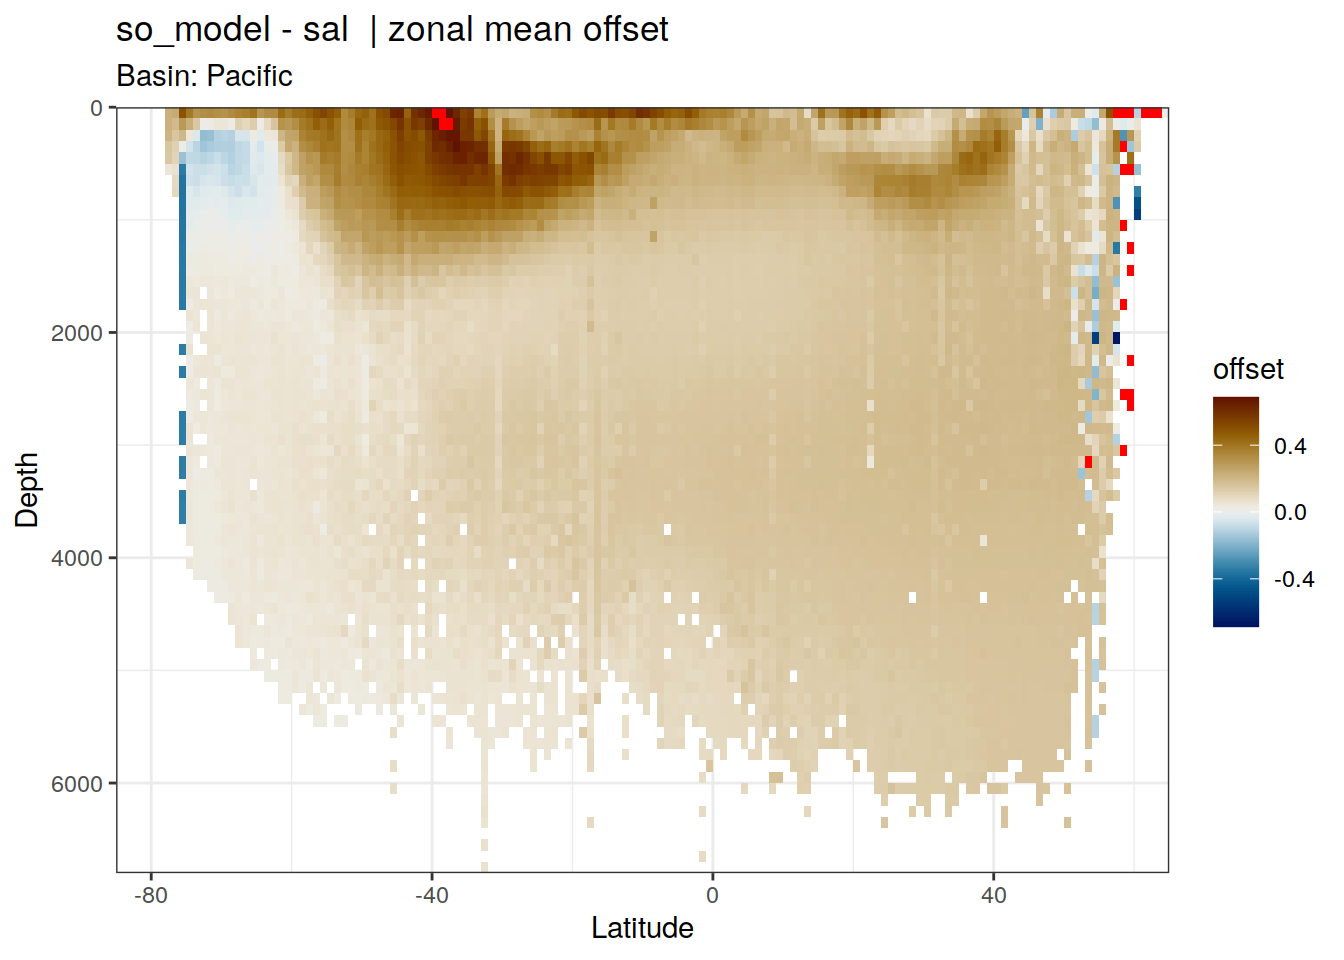 so_model - sal  | zonal mean offset
Basin: Pacific
0
2000
4000
6000
Depth
-80
-40
0
40
Latitude
offset
0.4
0.0
-0.4